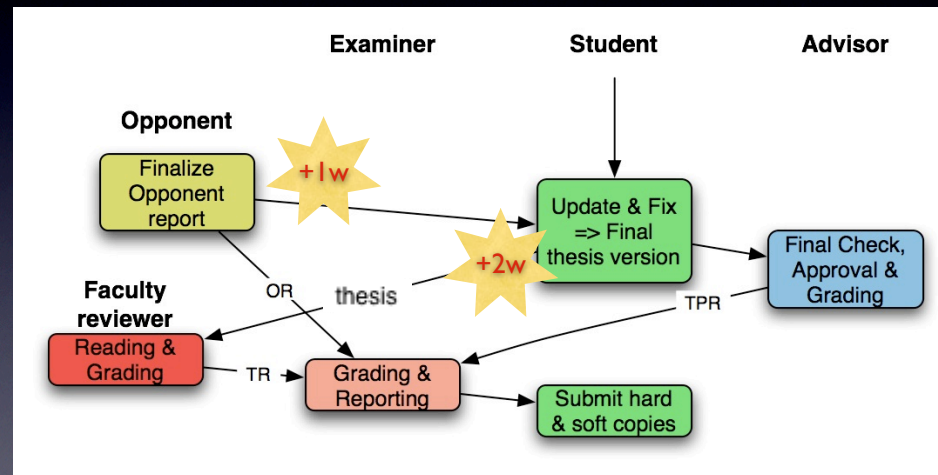 Examiner
Student
Advisor
Opponent
Finalize
Opponent
report
+1w
Update & Fix
=> Final
thesis version
+2w
Final Check,
Approval &
Grading
OR
thesis
TPR
Faculty
reviewer
Reading &
Grading
TR
Grading &
Reporting
Submit hard
& soft copies